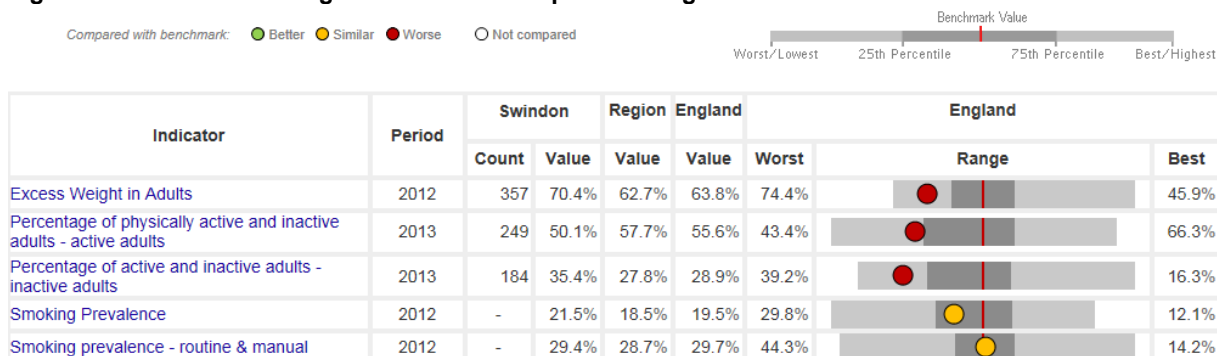 Compared with benchmark: Better Similar Worse Not compared
Benchmark Value
Worst/Lowest 25th Percentile 75th Percentile Best/Highest
Indicator Period Swindon Region England England
Count Value Value Value Worst Range Best
Excess Weight in Adults 2012 357 70.4% 62.7% 63.8% 74.4% 45.9%
Percentage of physically active and inactive
adults - active adults 2013 249 50.1% 57.7% 55.6% 43.4% 66.3%
Percentage of active and inactive adults -
inactive adults 2013 184 35.4% 27.8% 28.9% 39.2% 16.3%
Smoking Prevalence 2012 - 21.5% 18.5% 19.5% 29.8% 12.1%
Smoking prevalence - routine & manual 2012 - 29.4% 28.7% 29.7% 44.3% 14.2%